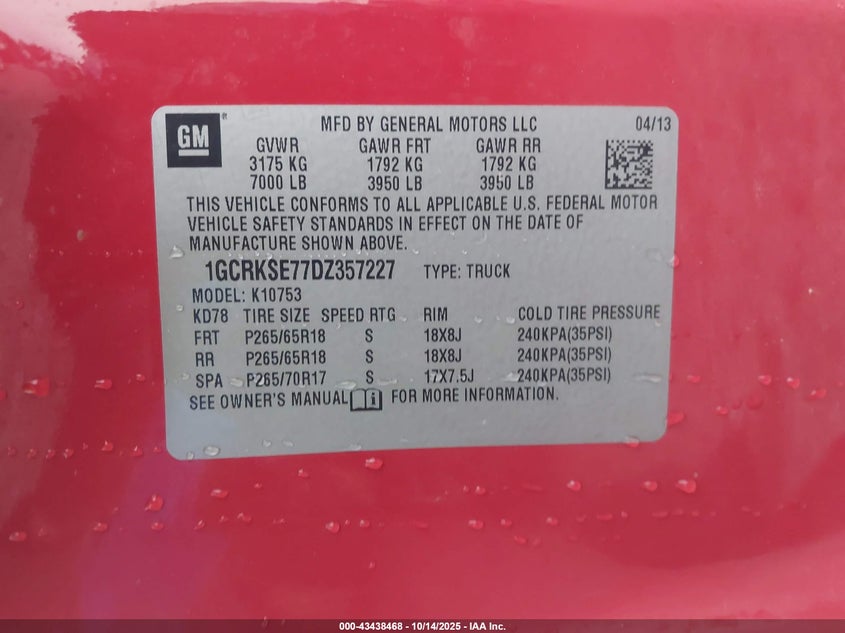 GM
MFD BY GENERAL MOTORS LLC 04/13
GVWR GAWR FRT GAWR RR
3175 KG 1792 KG 1792 KG
7000 LB 3950 LB 3950 LB
THIS VEHICLE CONFORMS TO ALL APPLICABLE U.S. FEDERAL MOTOR
VEHICLE SAFETY STANDARDS IN EFFECT ON THE DATE OF
MANUFACTURE SHOWN ABOVE.
1GCRKSE77DZ357227 TYPE: TRUCK
MODEL: K10753
KD78 TIRE SIZE SPEED RTG RIM COLD TIRE PRESSURE
FRT P265/65R18 S 18X8J 240KPA(35PSI)
RR P265/65R18 S 18X8J 240KPA(35PSI)
SPA P265/70R17 S 17X7.5J 240KPA(35PSI)
SEE OWNER'S MANUAL i FOR MORE INFORMATION.
000-43438468 - 10/14/2025 - IAA Inc.